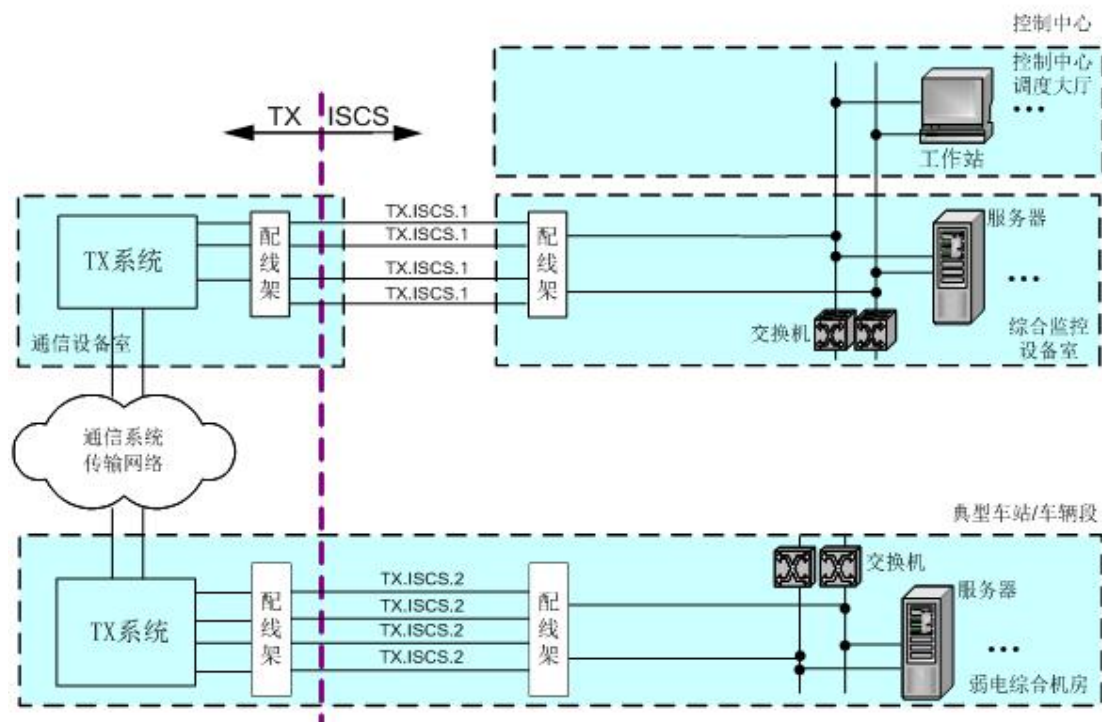 控制中心
控制中心
调度大厅
...
工作站
TX ISCS
TX系统
配线架
通信设备室
TX.ISCS.1
TX.ISCS.1
TX.ISCS.1
TX.ISCS.1
配线架
服务器
...
交换机
综合监控
设备室
通信系统
传输网络
典型车站/车辆段
TX系统
配线架
TX.ISCS.2
TX.ISCS.2
TX.ISCS.2
TX.ISCS.2
配线架
交换机
服务器
...
弱电综合机房